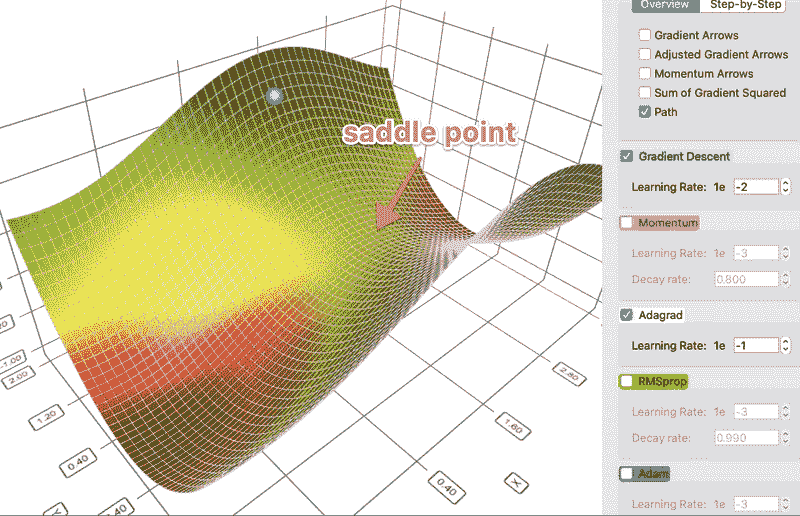 Overview Step-by-Step
Gradient Arrows
Adjusted Gradient Arrows
Momentum Arrows
Sum of Gradient Squared
Path
saddle point
Gradient Descent
Learning Rate: 1e -2
Momentum
Learning Rate: 1e -3
Decay rate: 0.800
Adagrad
Learning Rate: 1e -1
RMSprop
Learning Rate: 1e -3
Decay rate: 0.990
Adam
Learning Rate: 1e -3
-1.00
2.00
1.20
0.40
2.80
1.60
0.40
X